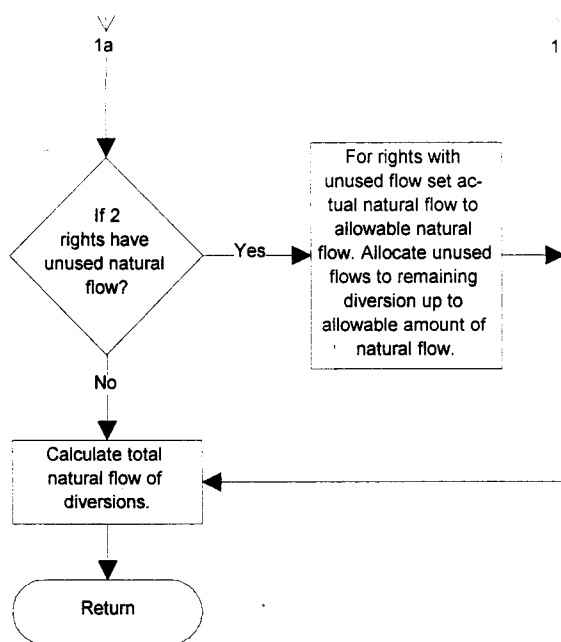 1a
1
If 2
rights have
unused natural
flow?
Yes
For rights with
unused flow set ac-
tual natural flow to
allowable natural
flow. Allocate unused
flows to remaining
diversion up to
allowable amount of
natural flow.
No
Calculate total
natural flow of
diversions.
Return